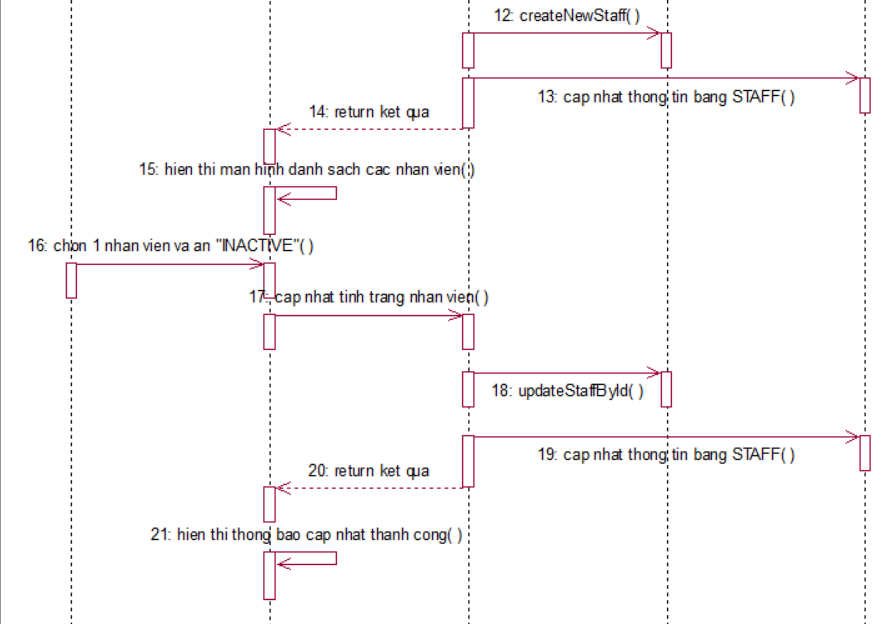 12: createNewStaff( )
13: cap nhat thong tin bang STAFF( )
14: return ket qua
15: hien thi man hinh danh sach cac nhan vien( )
16: chon 1 nhan vien va an "INACTIVE"( )
17: cap nhat tinh trang nhan vien( )
18: updateStaffById( )
19: cap nhat thong tin bang STAFF( )
20: return ket qua
21: hien thi thong bao cap nhat thanh cong( )